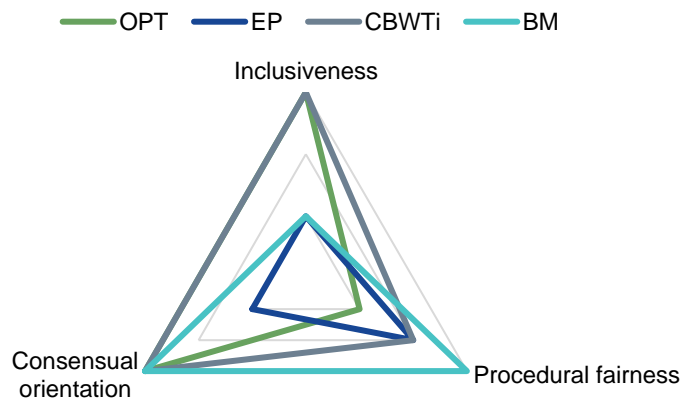 OPT EP CBWTi BM
Inclusiveness
Consensual
orientation
Procedural fairness